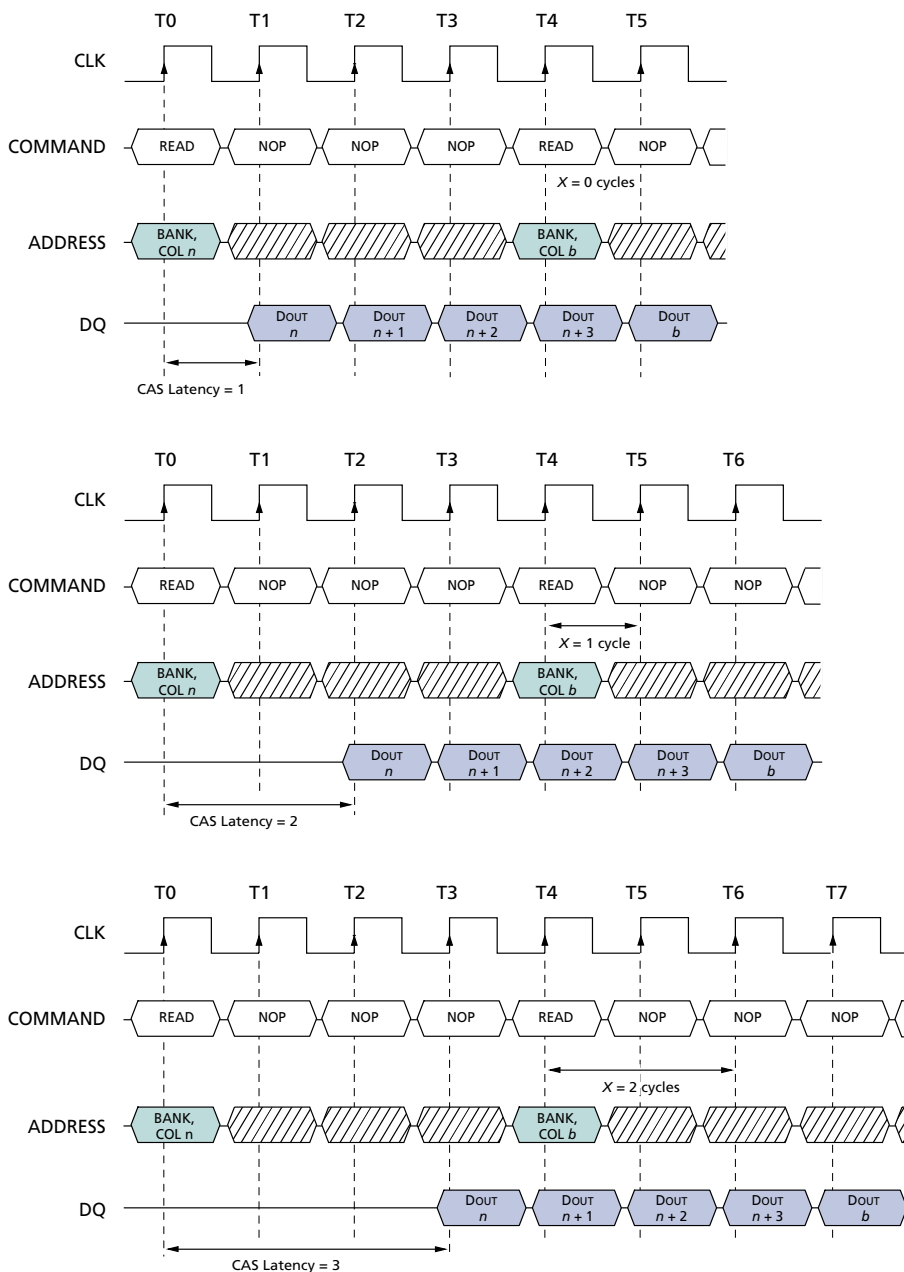 T0 T1 T2 T3 T4 T5
CLK
COMMAND READ NOP NOP NOP READ NOP
X = 0 cycles
ADDRESS BANK, COL n BANK, COL b
DQ DOUT n DOUT n + 1 DOUT n + 2 DOUT n + 3 DOUT b
CAS Latency = 1
T0 T1 T2 T3 T4 T5 T6
CLK
COMMAND READ NOP NOP NOP READ NOP NOP
X = 1 cycle
ADDRESS BANK, COL n BANK, COL b
DQ DOUT n DOUT n + 1 DOUT n + 2 DOUT n + 3 DOUT b
CAS Latency = 2
T0 T1 T2 T3 T4 T5 T6 T7
CLK
COMMAND READ NOP NOP NOP READ NOP NOP NOP
X = 2 cycles
ADDRESS BANK, COL n BANK, COL b
DQ DOUT n DOUT n + 1 DOUT n + 2 DOUT n + 3 DOUT b
CAS Latency = 3